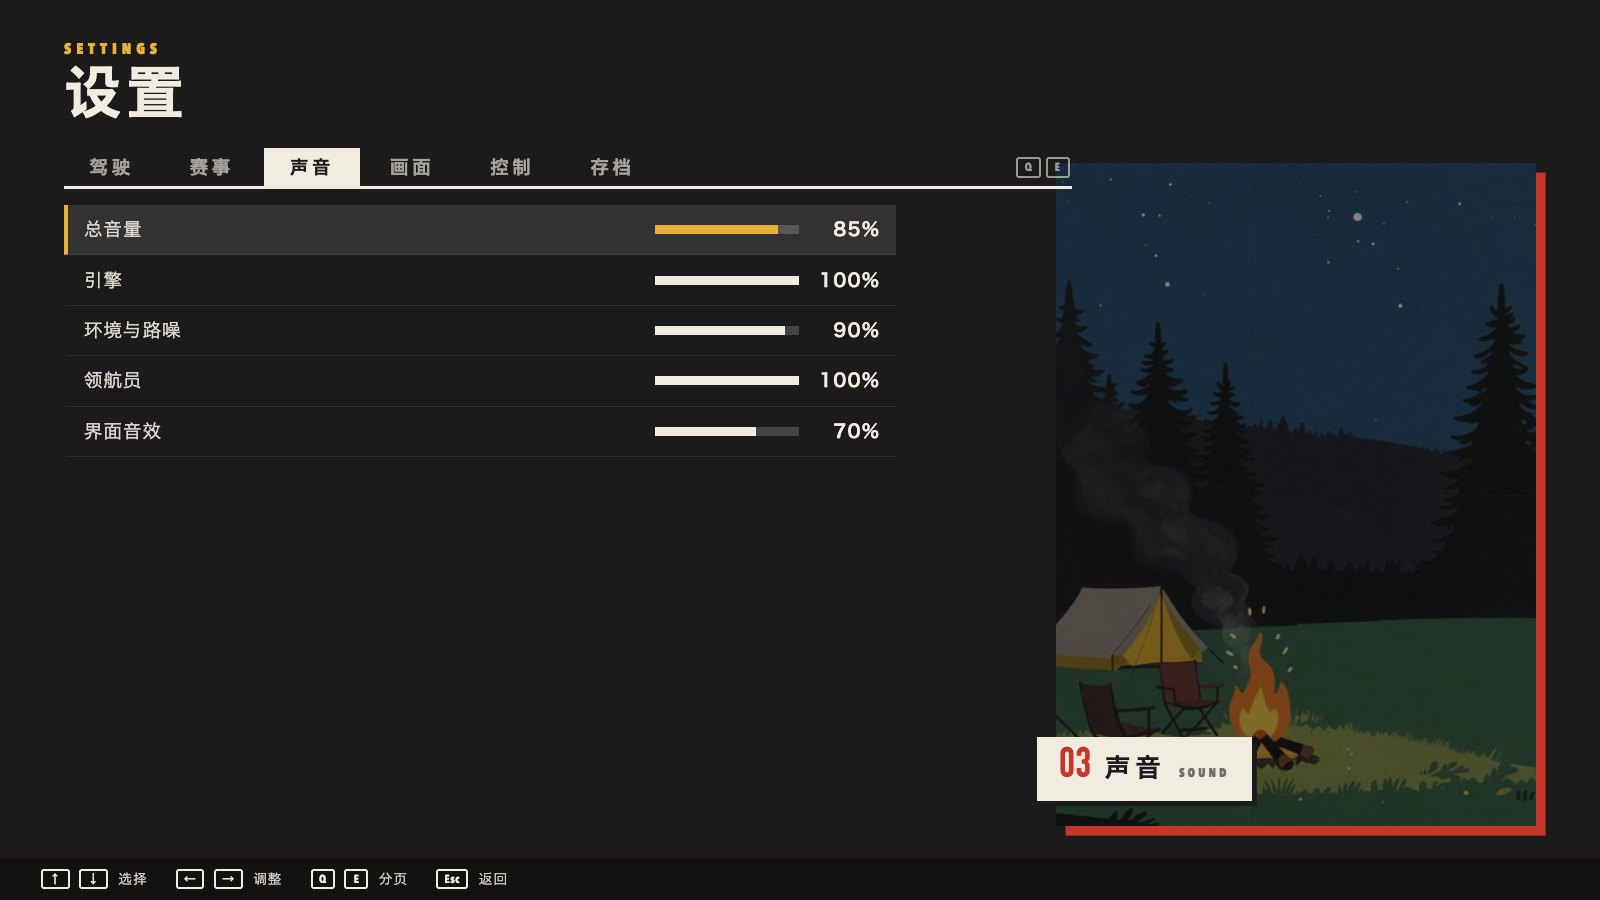 SETTINGS
设置
驾驶 赛事 声音 画面 控制 存档 Q E
总音量 85%
引擎 100%
环境与路噪 90%
领航员 100%
界面音效 70%
03 声音 SOUND
↑ ↓ 选择 ← → 调整 Q E 分页 Esc 返回